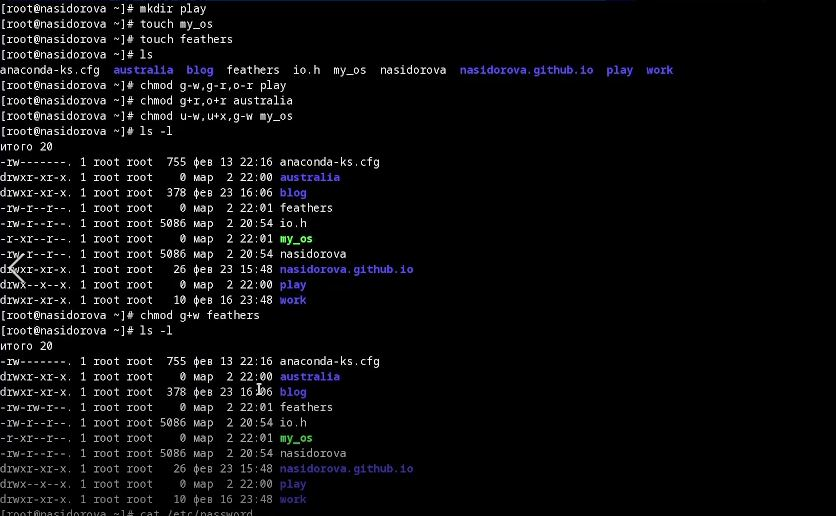 [root@nasidorova ~]# mkdir play
[root@nasidorova ~]# touch my_os
[root@nasidorova ~]# touch feathers
[root@nasidorova ~]# ls
anaconda-ks.cfg  australia  blog  feathers  io.h  my_os  nasidorova  nasidorova.github.io  play  work
[root@nasidorova ~]# chmod g-w,g-r,o-r play
[root@nasidorova ~]# chmod g+r,o+r australia
[root@nasidorova ~]# chmod u-w,u+x,g-w my_os
[root@nasidorova ~]# ls -l
итого 20
-rw-------. 1 root root  755 фев 13 22:16 anaconda-ks.cfg
drwxr-xr-x. 1 root root    0 мар  2 22:00 australia
drwxr-xr-x. 1 root root  378 фев 23 16:06 blog
-rw-r--r--. 1 root root    0 мар  2 22:01 feathers
-rw-r--r--. 1 root root 5086 мар  2 20:54 io.h
-r-xr--r--. 1 root root    0 мар  2 22:01 my_os
-rw-r--r--. 1 root root 5086 мар  2 20:54 nasidorova
drwxr-xr-x. 1 root root   26 фев 23 15:48 nasidorova.github.io
drwx--x--x. 1 root root    0 мар  2 22:01 play
drwxr-xr-x. 1 root root   10 фев 16 23:48 work
[root@nasidorova ~]# chmod g+w feathers
[root@nasidorova ~]# ls -l
итого 20
-rw-------. 1 root root  755 фев 13 22:16 anaconda-ks.cfg
drwxr-xr-x. 1 root root    0 мар  2 22:00 australia
drwxr-xr-x. 1 root root  378 фев 23 16:06 blog
-rw-rw-r--. 1 root root    0 мар  2 22:01 feathers
-rw-r--r--. 1 root root 5086 мар  2 20:54 io.h
-r-xr--r--. 1 root root    0 мар  2 22:01 my_os
-rw-r--r--. 1 root root 5086 мар  2 20:54 nasidorova
drwxr-xr-x. 1 root root   26 фев 23 15:48 nasidorova.github.io
drwx--x--x. 1 root root    0 мар  2 22:01 play
drwxr-xr-x. 1 root root   10 фев 16 23:48 work
[root@nasidorova ~]# cat /etc/password